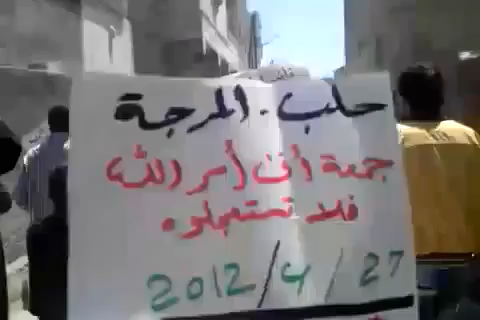 حلب - المرجة
جمعة أتى أمر الله
فلا تستعجلوه
2012/4/27